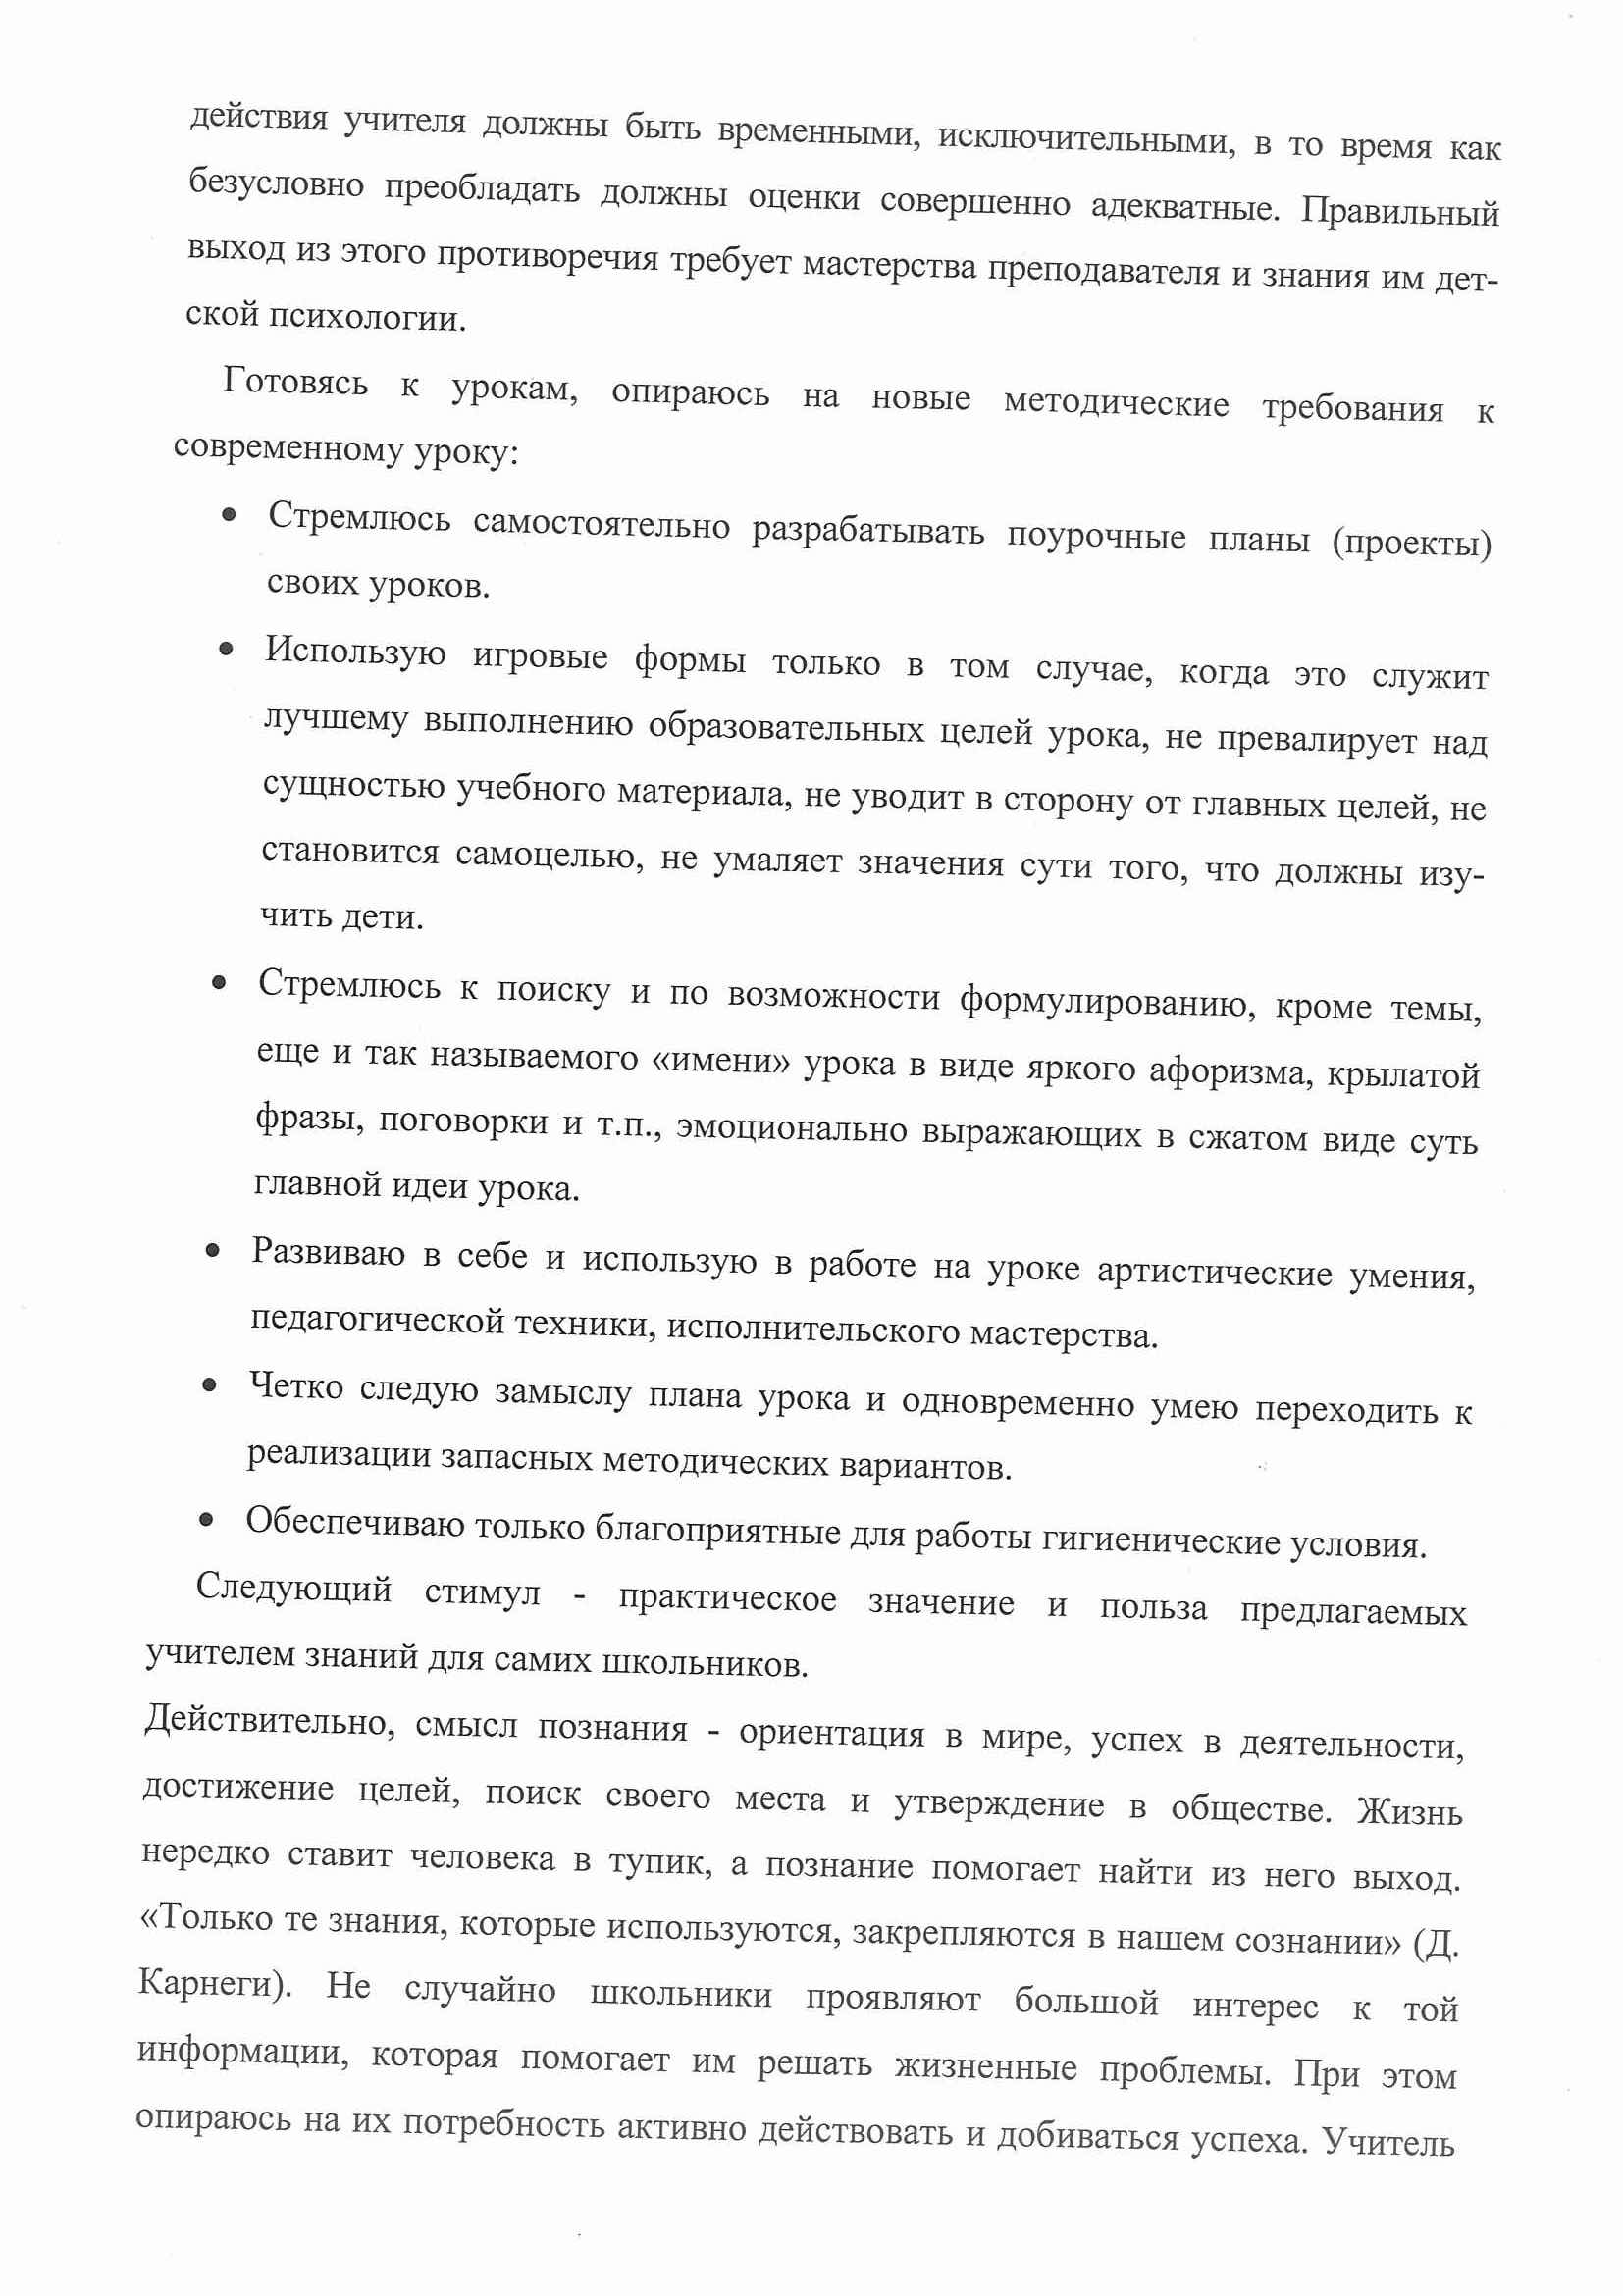 действия учителя должны быть временными, исключительными, в то время как
безусловно преобладать должны оценки совершенно адекватные. Правильный
выход из этого противоречия требует мастерства преподавателя и знания им дет-
ской психологии.
Готовясь к урокам, опираюсь на новые методические требования к
современному уроку:
• Стремлюсь самостоятельно разрабатывать поурочные планы (проекты)
своих уроков.
• Использую игровые формы только в том случае, когда это служит
лучшему выполнению образовательных целей урока, не превалирует над
сущностью учебного материала, не уводит в сторону от главных целей, не
становится самоцелью, не умаляет значения сути того, что должны изу-
чить дети.
• Стремлюсь к поиску и по возможности формулированию, кроме темы,
еще и так называемого «имени» урока в виде яркого афоризма, крылатой
фразы, поговорки и т.п., эмоционально выражающих в сжатом виде суть
главной идеи урока.
• Развиваю в себе и использую в работе на уроке артистические умения,
педагогической техники, исполнительского мастерства.
• Четко следую замыслу плана урока и одновременно умею переходить к
реализации запасных методических вариантов.
• Обеспечиваю только благоприятные для работы гигиенические условия.
Следующий стимул - практическое значение и польза предлагаемых
учителем знаний для самих школьников.
Действительно, смысл познания - ориентация в мире, успех в деятельности,
достижение целей, поиск своего места и утверждение в обществе. Жизнь
нередко ставит человека в тупик, а познание помогает найти из него выход.
«Только те знания, которые используются, закрепляются в нашем сознании» (Д.
Карнеги). Не случайно школьники проявляют большой интерес к той
информации, которая помогает им решать жизненные проблемы. При этом
опираюсь на их потребность активно действовать и добиваться успеха. Учитель